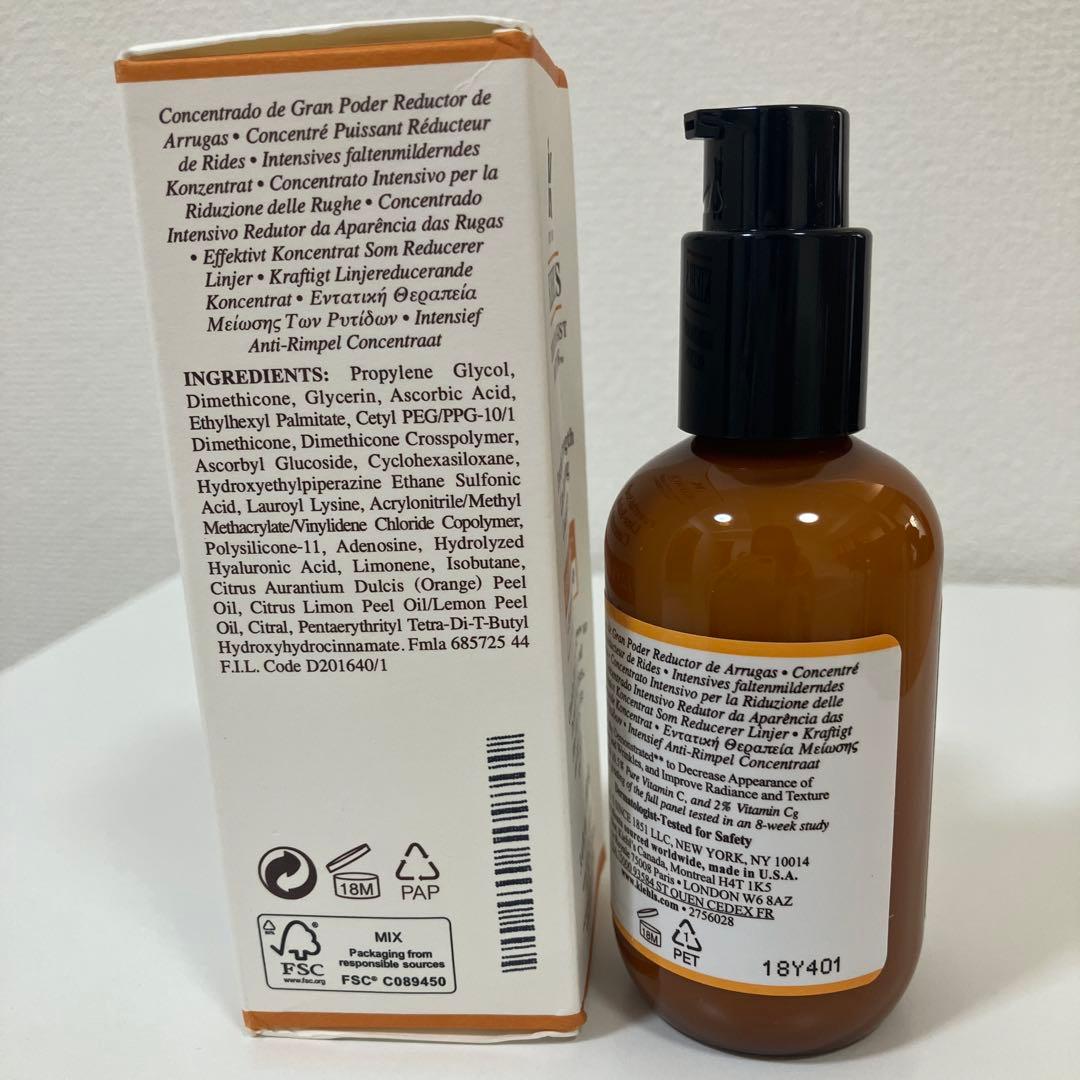 Concentrado de Gran Poder Reductor de
Arrugas • Concentré Puissant Réducteur
de Rides • Intensives faltenmilderndes
Konzentrat • Concentrato Intensivo per la
Riduzione delle Rughe • Concentrado
Intensivo Redutor da Aparência das Rugas
• Effektivt Koncentrat Som Reducerer
Linjer • Kraftigt Linjereducerande
Koncentrat • Εντατική Θεραπεία
Μείωσης Των Ρυτίδων • Intensief
Anti-Rimpel Concentraat
INGREDIENTS: Propylene Glycol,
Dimethicone, Glycerin, Ascorbic Acid,
Ethylhexyl Palmitate, Cetyl PEG/PPG-10/1
Dimethicone, Dimethicone Crosspolymer,
Ascorbyl Glucoside, Cyclohexasiloxane,
Hydroxyethylpiperazine Ethane Sulfonic
Acid, Lauroyl Lysine, Acrylonitrile/Methyl
Methacrylate/Vinylidene Chloride Copolymer,
Polysilicone-11, Adenosine, Hydrolyzed
Hyaluronic Acid, Limonene, Isobutane,
Citrus Aurantium Dulcis (Orange) Peel
Oil, Citrus Limon Peel Oil/Lemon Peel
Oil, Citral, Pentaerythrityl Tetra-Di-T-Butyl
Hydroxyhydrocinnamate. Fmla 685725 44
F.I.L. Code D201640/1
18M
PAP
FSC
www.fsc.org
MIX
Packaging from
responsible sources
FSC® C089450
de Gran Poder Reductor de Arrugas • Concentré
de Rides • Intensives faltenmilderndes
Concentrato Intensivo per la Riduzione delle
Intensivo Redutor da Aparência das
Koncentrat Som Reducerer Linjer • Kraftigt
• Εντατική Θεραπεία Μείωσης
• Intensief Anti-Rimpel Concentraat
Demonstrated** to Decrease Appearance of
Wrinkles, and Improve Radiance and Texture
Pure Vitamin C, and 2% Vitamin Cg
of the full panel tested in an 8-week study
Dermatologist-Tested for Safety
SINCE 1851 LLC, NEW YORK, NY 10014
sourced worldwide, made in U.S.A.
Kiehl's Canada, Montreal H4T 1K5
75008 Paris • LONDON W6 8AZ
93584 ST OUEN CEDEX FR
www.kiehls.com • 2756028
18M
1
PET
18Y401